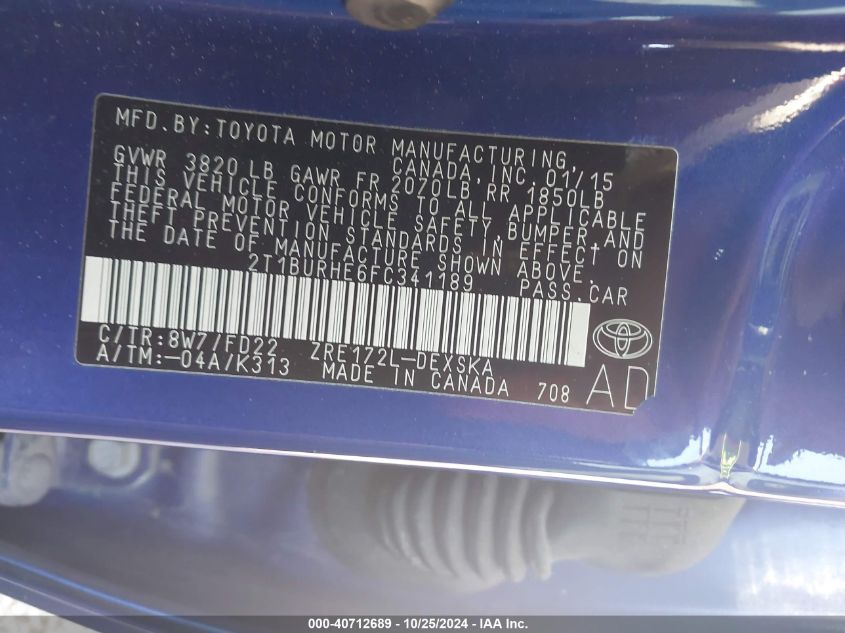 MFD.BY:TOYOTA MOTOR MANUFACTURING,
CANADA, INC. 01/15
GVWR 3820 LB GAWR FR 2070LB, RR 1850LB
THIS VEHICLE CONFORMS TO ALL APPLICABLE
FEDERAL MOTOR VEHICLE SAFETY, BUMPER, AND
THEFT PREVENTION STANDARDS IN EFFECT ON
THE DATE OF MANUFACTURE SHOWN ABOVE.
2T1BURHE6FC341189 PASS.CAR
C/TR:8W7/FD22 ZRE172L-DEXSKA
A/TM:-04A/K313 MADE IN CANADA 708
AD
000-40712689 - 10/25/2024 - IAA Inc.